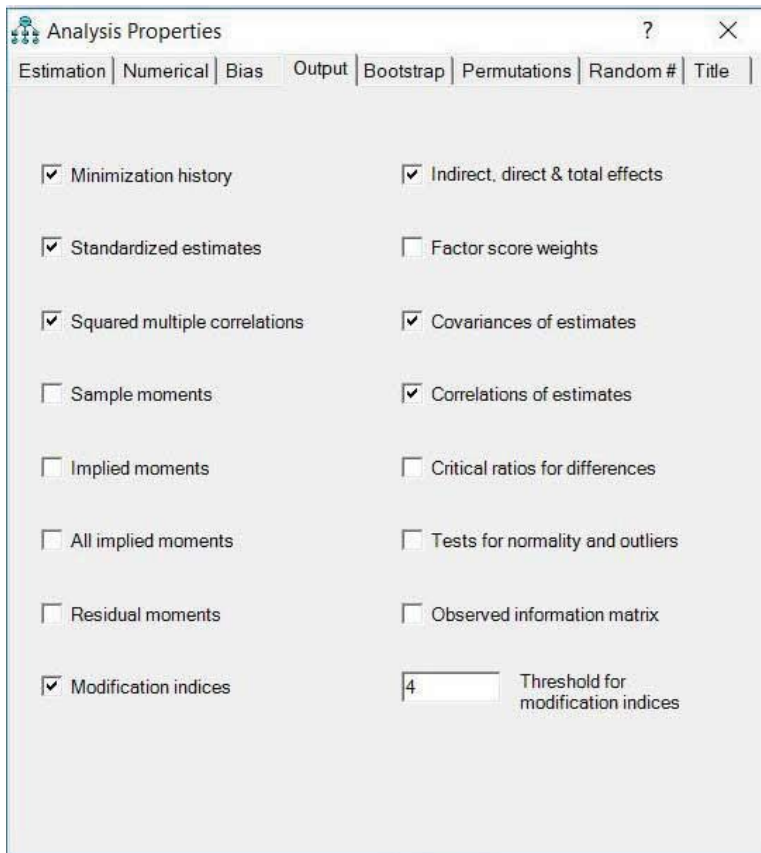 Analysis Properties ?
Estimation Numerical Bias Output Bootstrap Permutations Random # Title
Minimization history
Indirect, direct & total effects
Standardized estimates
Factor score weights
Squared multiple correlations
Covariances of estimates
Sample moments
Correlations of estimates
Implied moments
Critical ratios for differences
All implied moments
Tests for normality and outliers
Residual moments
Observed information matrix
Modification indices
4
Threshold for
modification indices